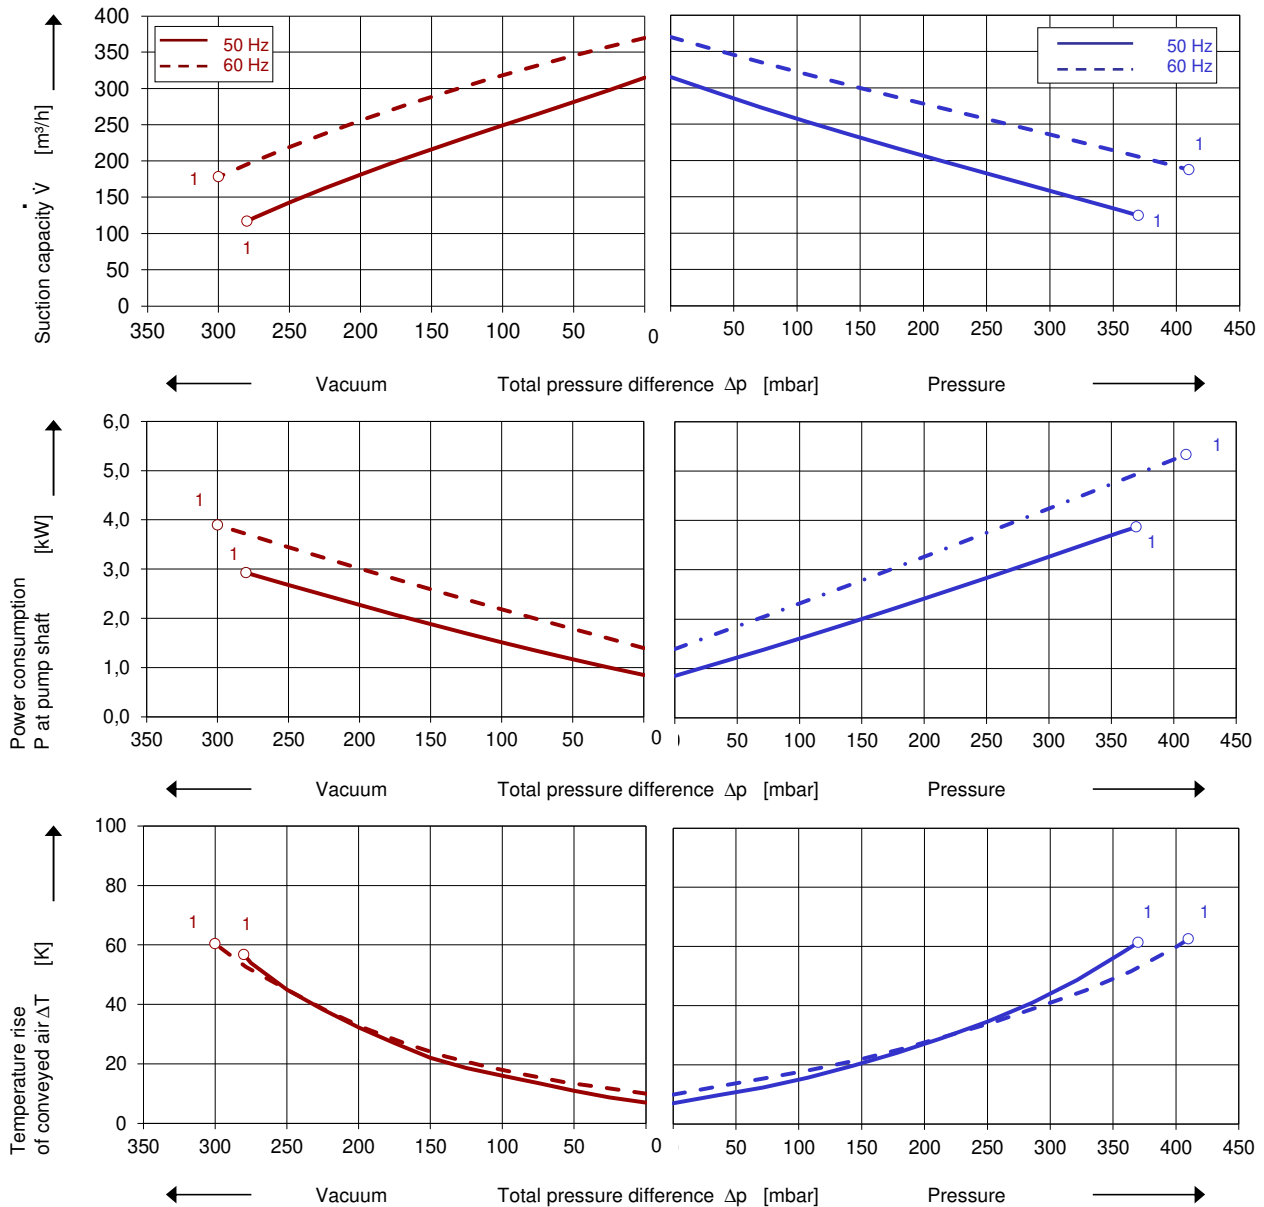 400
350
300
250
200
150
100
50
0
Suction capacity V̇ [m³/h]
50 Hz
60 Hz
1
1
350 300 250 200 150 100 50 0
50 Hz
60 Hz
1
1
50 100 150 200 250 300 350 400 450
Vacuum Total pressure difference Δp [mbar] Pressure
6,0
5,0
4,0
3,0
2,0
1,0
0,0
Power consumption
P at pump shaft [kW]
1
1
350 300 250 200 150 100 50 0
1
1
50 100 150 200 250 300 350 400 450
Vacuum Total pressure difference Δp [mbar] Pressure
100
80
60
40
20
0
Temperature rise
of conveyed air ΔT [K]
1 1
350 300 250 200 150 100 50 0
1 1
50 100 150 200 250 300 350 400 450
Vacuum Total pressure difference Δp [mbar] Pressure